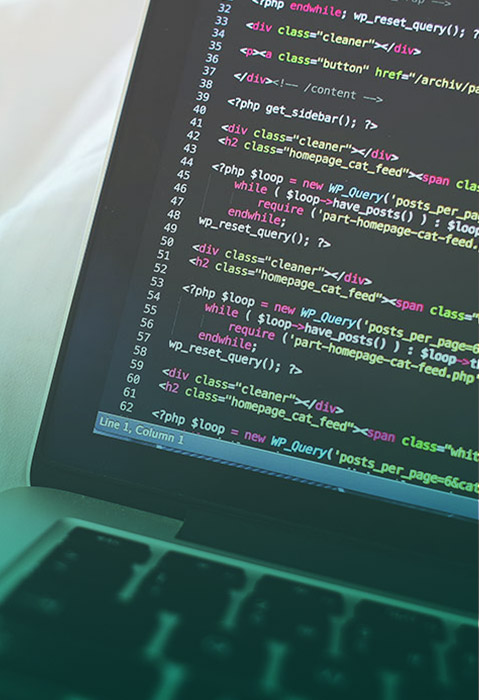 op -->
32 <?php endwhile; wp_reset_query(); ?
33
34 <div class="cleaner"></div>
35
36 <p><a class="button" href="/archiv/pa
37
38 </div><!-- /content -->
39
40 <?php get_sidebar(); ?>
41
42 <div class="cleaner"></div>
43 <h2 class="homepage_cat_feed"><span clas
44
45 <?php $loop = new WP_Query('posts_per_pa
46 while ( $loop->have_posts() ) : $loop
47 require ('part-homepage-cat-feed.
48 endwhile;
49 wp_reset_query(); ?>
50
51 <div class="cleaner"></div>
52 <h2 class="homepage_cat_feed"><span class="
53
54 <?php $loop = new WP_Query('posts_per_page=6
55 while ( $loop->have_posts() ) : $loop->th
56 require ('part-homepage-cat-feed.php'
57 endwhile;
58 wp_reset_query(); ?>
59
60 <div class="cleaner"></div>
61 <h2 class="homepage_cat_feed"><span class="whit
62
<?php $loop = new WP_Query('posts_per_page=6&cat
Line 1, Column 1